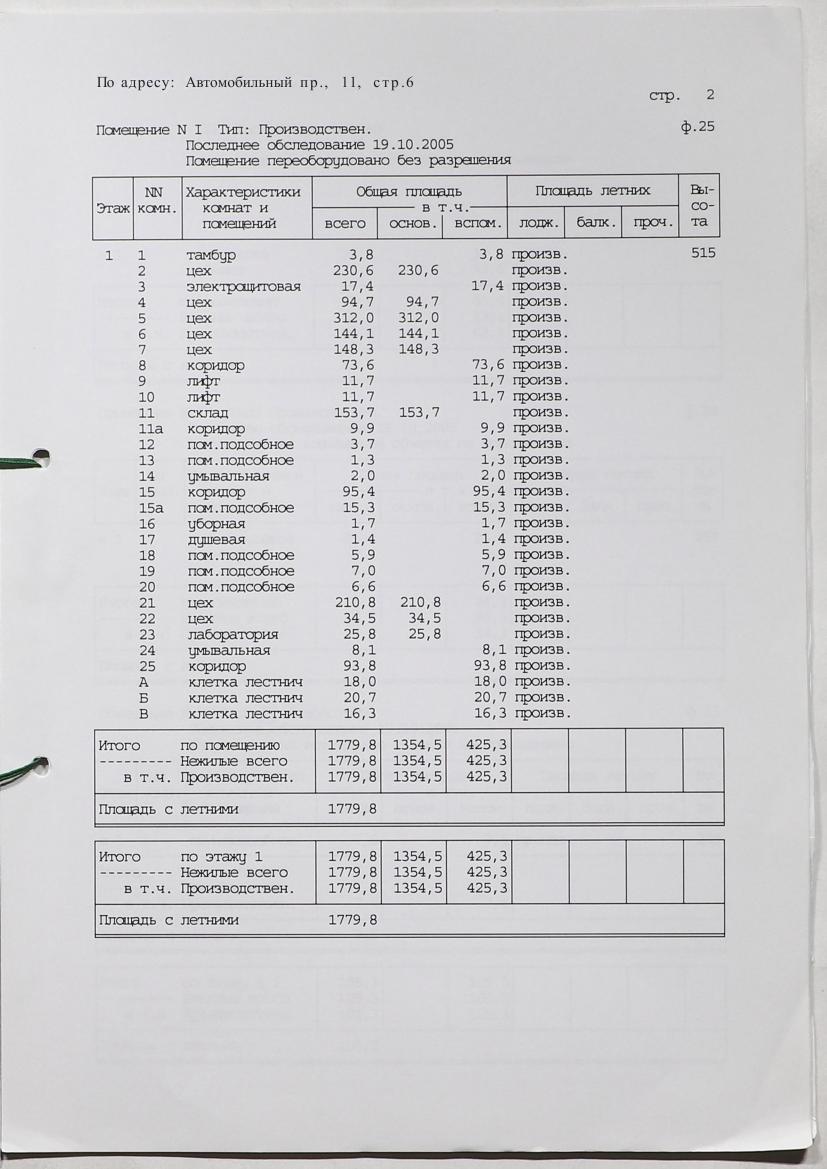 По адресу: Автомобильный пр., 11, стр.6
стр. 2
Помещение N I Тип: Производствен. ф.25
Последнее обследование 19.10.2005
Помещение переоборудовано без разрешения
Этаж NN комн. Характеристики комнат и помещений Общая площадь всего в т.ч. основ. вспом. Площадь летних лодж. балк. проч. Вы-со-та
1 1 тамбур 3,8 3,8 произв. 515
2 цех 230,6 230,6 произв.
3 электрощитовая 17,4 17,4 произв.
4 цех 94,7 94,7 произв.
5 цех 312,0 312,0 произв.
6 цех 144,1 144,1 произв.
7 цех 148,3 148,3 произв.
8 коридор 73,6 73,6 произв.
9 лифт 11,7 11,7 произв.
10 лифт 11,7 11,7 произв.
11 склад 153,7 153,7 произв.
11а коридор 9,9 9,9 произв.
12 пом.подсобное 3,7 3,7 произв.
13 пом.подсобное 1,3 1,3 произв.
14 умывальная 2,0 2,0 произв.
15 коридор 95,4 95,4 произв.
15а пом.подсобное 15,3 15,3 произв.
16 уборная 1,7 1,7 произв.
17 душевая 1,4 1,4 произв.
18 пом.подсобное 5,9 5,9 произв.
19 пом.подсобное 7,0 7,0 произв.
20 пом.подсобное 6,6 6,6 произв.
21 цех 210,8 210,8 произв.
22 цех 34,5 34,5 произв.
23 лаборатория 25,8 25,8 произв.
24 умывальная 8,1 8,1 произв.
25 коридор 93,8 93,8 произв.
А клетка лестнич 18,0 18,0 произв.
Б клетка лестнич 20,7 20,7 произв.
В клетка лестнич 16,3 16,3 произв.
Итого по помещению 1779,8 1354,5 425,3
--------- Нежилые всего 1779,8 1354,5 425,3
в т.ч. Производствен. 1779,8 1354,5 425,3
Площадь с летними 1779,8
Итого по этажу 1 1779,8 1354,5 425,3
--------- Нежилые всего 1779,8 1354,5 425,3
в т.ч. Производствен. 1779,8 1354,5 425,3
Площадь с летними 1779,8